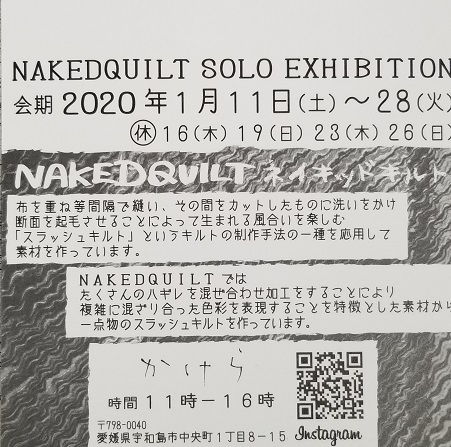 NAKEDQUILT SOLO EXHIBITION
会期 2020年1月11日(土)〜28(火)
休 16(木) 19(日) 23(木) 26(日)
NAKEDQUILT ネイキッドキルト
布を重ね等間隔で縫い、その間をカットしたものに洗いをかけ
断面を起毛させることによって生まれる風合いを楽しむ
「スラッシュキルト」というキルトの制作手法の一種を応用して
素材を作っています。
NAKEDQUILTでは
たくさんのハギレを混ぜ合わせ加工をすることにより
複雑に混ざり合った色彩を表現することを特徴とした素材から
一点物のスラッシュキルトを作っています。
かけら
時間 11時-16時
〒798-0040
愛媛県宇和島市中央町1丁目8-15
Instagram